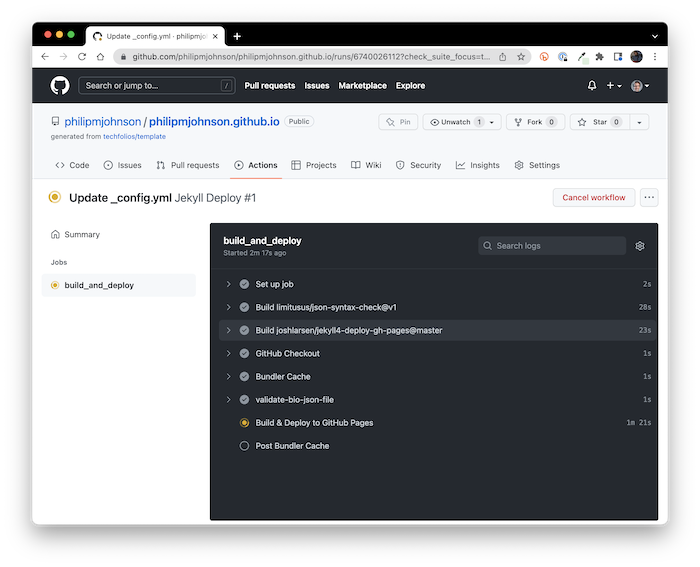 Update _config.yml · philipmjohnson
github.com/philipmjohnson/philipmjohnson.github.io/runs/6740026112?check_suite_focus=t...
Search or jump to... /
Pull requests Issues Marketplace Explore
philipmjohnson / philipmjohnson.github.io Public
Pin Unwatch 1 Fork 0 Star 0
generated from techfolios/template
Code Issues Pull requests Actions Projects Wiki Security Insights Settings
Update _config.yml Jekyll Deploy #1
Cancel workflow
Summary
Jobs
build_and_deploy
build_and_deploy
Started 2m 17s ago
Search logs
Set up job 2s
Build limitusus/json-syntax-check@v1 28s
Build joshlarsen/jekyll4-deploy-gh-pages@master 23s
GitHub Checkout 1s
Bundler Cache 1s
validate-bio-json-file 1s
Build & Deploy to GitHub Pages 1m 21s
Post Bundler Cache